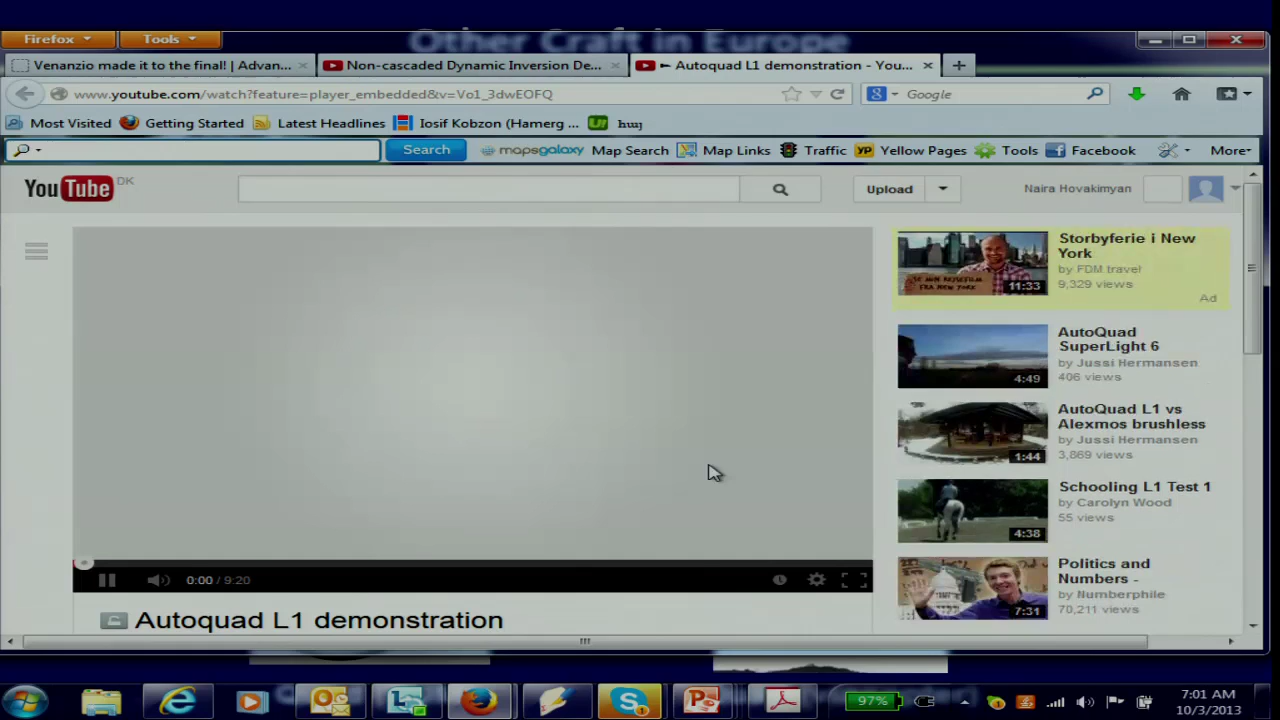 Other Craft in Europe
Firefox
Tools
Venanzio made it to the final! | Advan...
Non-cascaded Dynamic Inversion De...
► Autoquad L1 demonstration - You...
www.youtube.com/watch?feature=player_embedded&v=Vo1_3dwEOFQ
Google
Most Visited
Getting Started
Latest Headlines
Iosif Kobzon (Hamerg ...
Search
mapsgalaxy
Map Search
Map Links
Traffic
Yellow Pages
Tools
Facebook
More
YouTube DK
Upload
Naira Hovakimyan
Storbyferie i New
York
by FDM travel
9,329 views
Ad
11:33
AutoQuad
SuperLight 6
by Jussi Hermansen
406 views
4:49
AutoQuad L1 vs
Alexmos brushless
by Jussi Hermansen
3,869 views
1:44
Schooling L1 Test 1
by Carolyn Wood
55 views
4:38
Politics and
Numbers -
by Numberphile
70,211 views
7:31
0:00 / 9:20
Autoquad L1 demonstration
97%
7:01 AM
10/3/2013